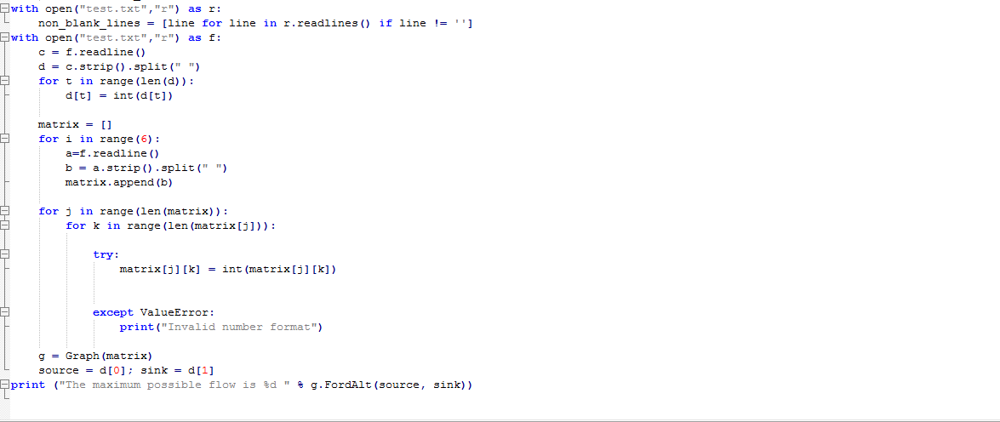 with open("test.txt","r") as r:
    non_blank_lines = [line for line in r.readlines() if line != '']
with open("test.txt","r") as f:
    c = f.readline()
    d = c.strip().split(" ")
    for t in range(len(d)):
        d[t] = int(d[t])
    matrix = []
    for i in range(6):
        a=f.readline()
        b = a.strip().split(" ")
        matrix.append(b)
    for j in range(len(matrix)):
        for k in range(len(matrix[j])):
            try:
                matrix[j][k] = int(matrix[j][k])
            except ValueError:
                print("Invalid number format")
    g = Graph(matrix)
    source = d[0]; sink = d[1]
print ("The maximum possible flow is %d " % g.FordAlt(source, sink))